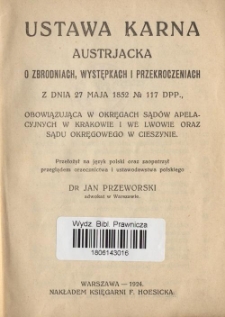 USTAWA KARNA
AUSTRJACKA
O ZBRODNIACH, WYSTĘPKACH I PRZEKROCZENIACH
Z DNIA 27 MAJA 1852 № 117 DPP.,
OBOWIĄZUJĄCA W OKRĘGACH SĄDÓW APELA-
CYJNYCH W KRAKOWIE I WE LWOWIE ORAZ
SĄDU OKRĘGOWEGO W CIESZYNIE.
Przełożył na język polski oraz zaopatrzył
przeglądem orzecznictwa i ustawodawstwa polskiego
DR JAN PRZEWORSKI
adwokat w Warszawie.
Wydz. Bibl. Prawnicza
1806143016
WARSZAWA — 1926.
NAKŁADEM KSIĘGARNI F. HOESICKA.